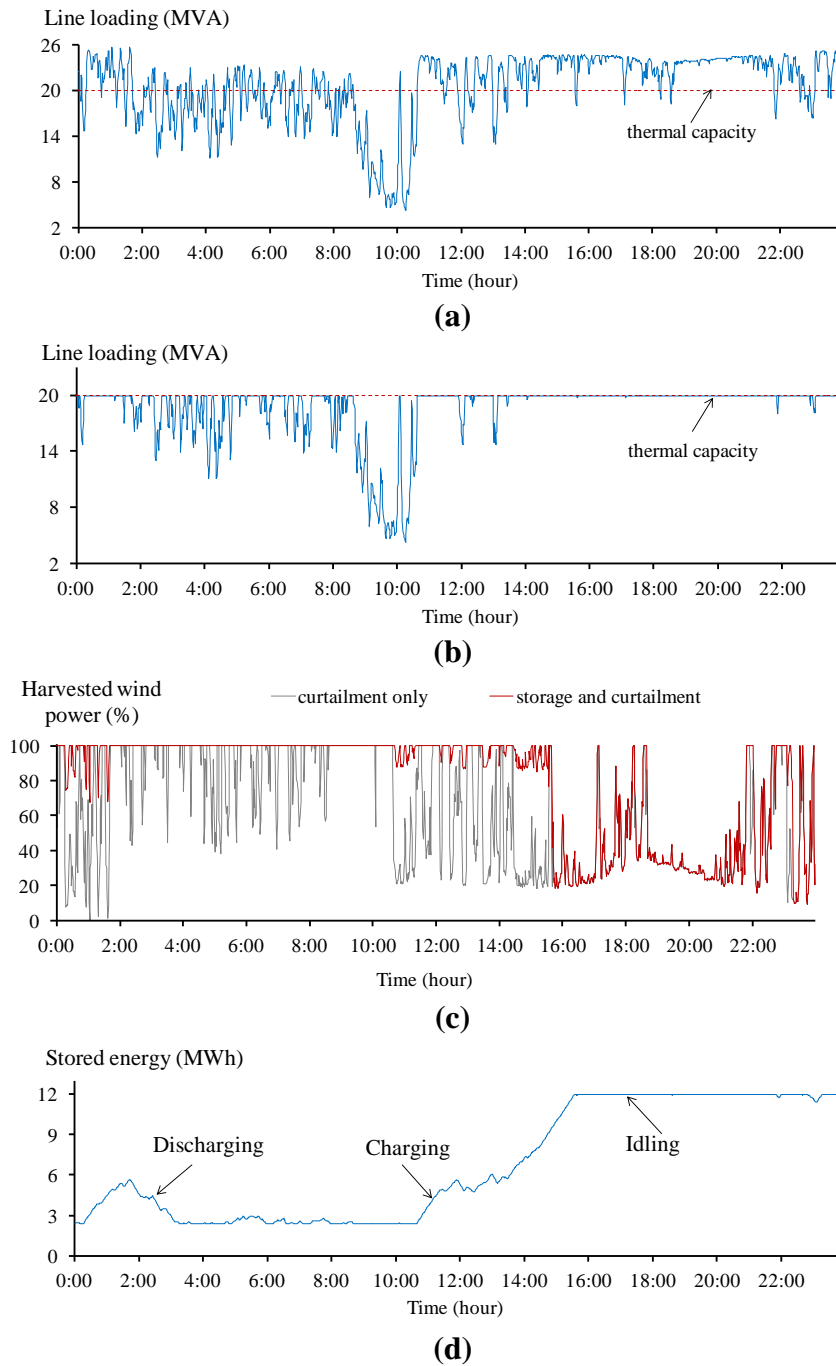 Line loading (MVA)
26
20
14
8
2
thermal capacity
0:00 2:00 4:00 6:00 8:00 10:00 12:00 14:00 16:00 18:00 20:00 22:00
Time (hour)
(a)
Line loading (MVA)
20
14
8
2
thermal capacity
0:00 2:00 4:00 6:00 8:00 10:00 12:00 14:00 16:00 18:00 20:00 22:00
Time (hour)
(b)
Harvested wind
power (%)
curtailment only
storage and curtailment
100
80
60
40
20
0
0:00 2:00 4:00 6:00 8:00 10:00 12:00 14:00 16:00 18:00 20:00 22:00
Time (hour)
(c)
Stored energy (MWh)
12
9
6
3
0
Discharging
Charging
Idling
0:00 2:00 4:00 6:00 8:00 10:00 12:00 14:00 16:00 18:00 20:00 22:00
Time (hour)
(d)